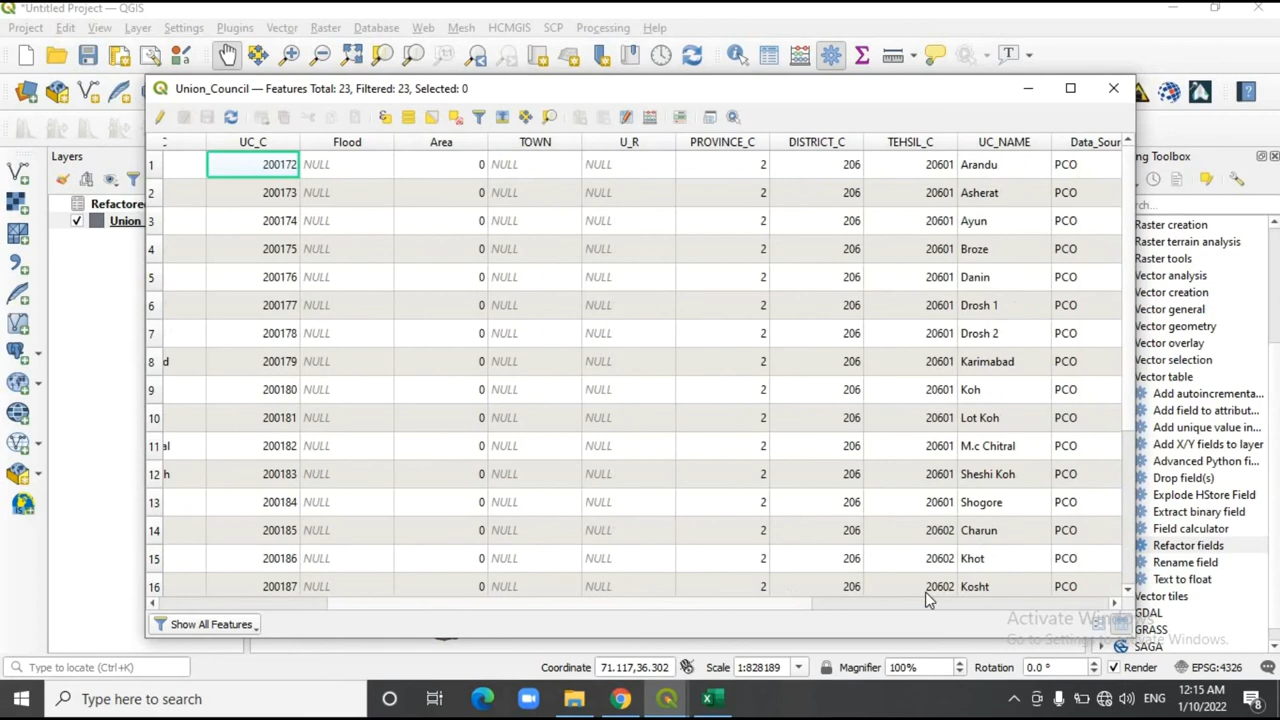 *Untitled Project — QGIS
Project Edit View Layer Settings Plugins Vector Raster Database Web Mesh HCMGIS SCP Processing Help
Union_Council — Features Total: 23, Filtered: 23, Selected: 0
Layers
Refactore
Union
UC_C Flood Area TOWN U_R PROVINCE_C DISTRICT_C TEHSIL_C UC_NAME Data_Sour
1 200172 NULL 0 NULL NULL 2 206 20601 Arandu PCO
2 200173 NULL 0 NULL NULL 2 206 20601 Asherat PCO
3 200174 NULL 0 NULL NULL 2 206 20601 Ayun PCO
4 200175 NULL 0 NULL NULL 2 206 20601 Broze PCO
5 200176 NULL 0 NULL NULL 2 206 20601 Danin PCO
6 200177 NULL 0 NULL NULL 2 206 20601 Drosh 1 PCO
7 200178 NULL 0 NULL NULL 2 206 20601 Drosh 2 PCO
8 d 200179 NULL 0 NULL NULL 2 206 20601 Karimabad PCO
9 200180 NULL 0 NULL NULL 2 206 20601 Koh PCO
10 200181 NULL 0 NULL NULL 2 206 20601 Lot Koh PCO
11 al 200182 NULL 0 NULL NULL 2 206 20601 M.c Chitral PCO
12 h 200183 NULL 0 NULL NULL 2 206 20601 Sheshi Koh PCO
13 200184 NULL 0 NULL NULL 2 206 20601 Shogore PCO
14 200185 NULL 0 NULL NULL 2 206 20602 Charun PCO
15 200186 NULL 0 NULL NULL 2 206 20602 Khot PCO
16 200187 NULL 0 NULL NULL 2 206 20602 Kosht PCO
Show All Features
ng Toolbox
rch...
Raster creation
Raster terrain analysis
Raster tools
Vector analysis
Vector creation
Vector general
Vector geometry
Vector overlay
Vector selection
Vector table
Add autoincrementa...
Add field to attribut...
Add unique value in...
Add X/Y fields to layer
Advanced Python fi...
Drop field(s)
Explode HStore Field
Extract binary field
Field calculator
Refactor fields
Rename field
Text to float
Vector tiles
GDAL
GRASS
SAGA
Activate Windows
Go to Settings to activate Windows.
Type to locate (Ctrl+K) Coordinate 71.117,36.302 Scale 1:828189 Magnifier 100% Rotation 0.0 ° Render EPSG:4326
Type here to search ENG 12:15 AM
1/10/2022 8